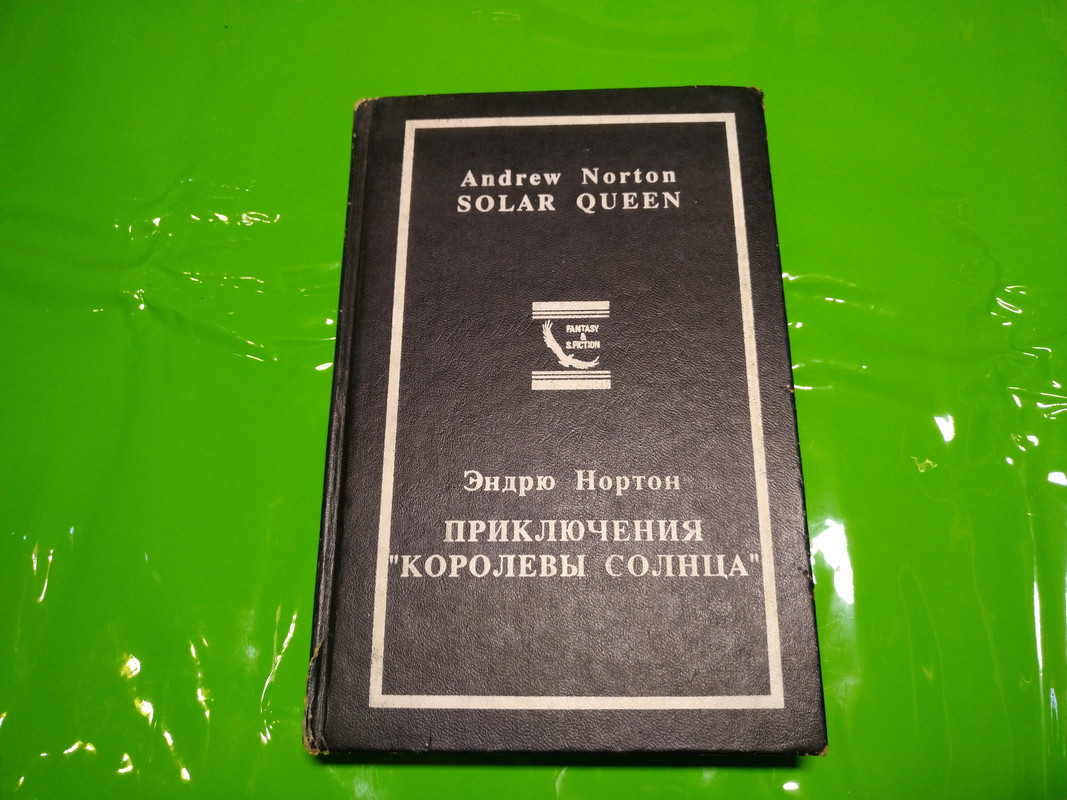 Andrew Norton
SOLAR QUEEN
FANTASY
&
S.FICTION
Эндрю Нортон
ПРИКЛЮЧЕНИЯ
"КОРОЛЕВЫ СОЛНЦА"